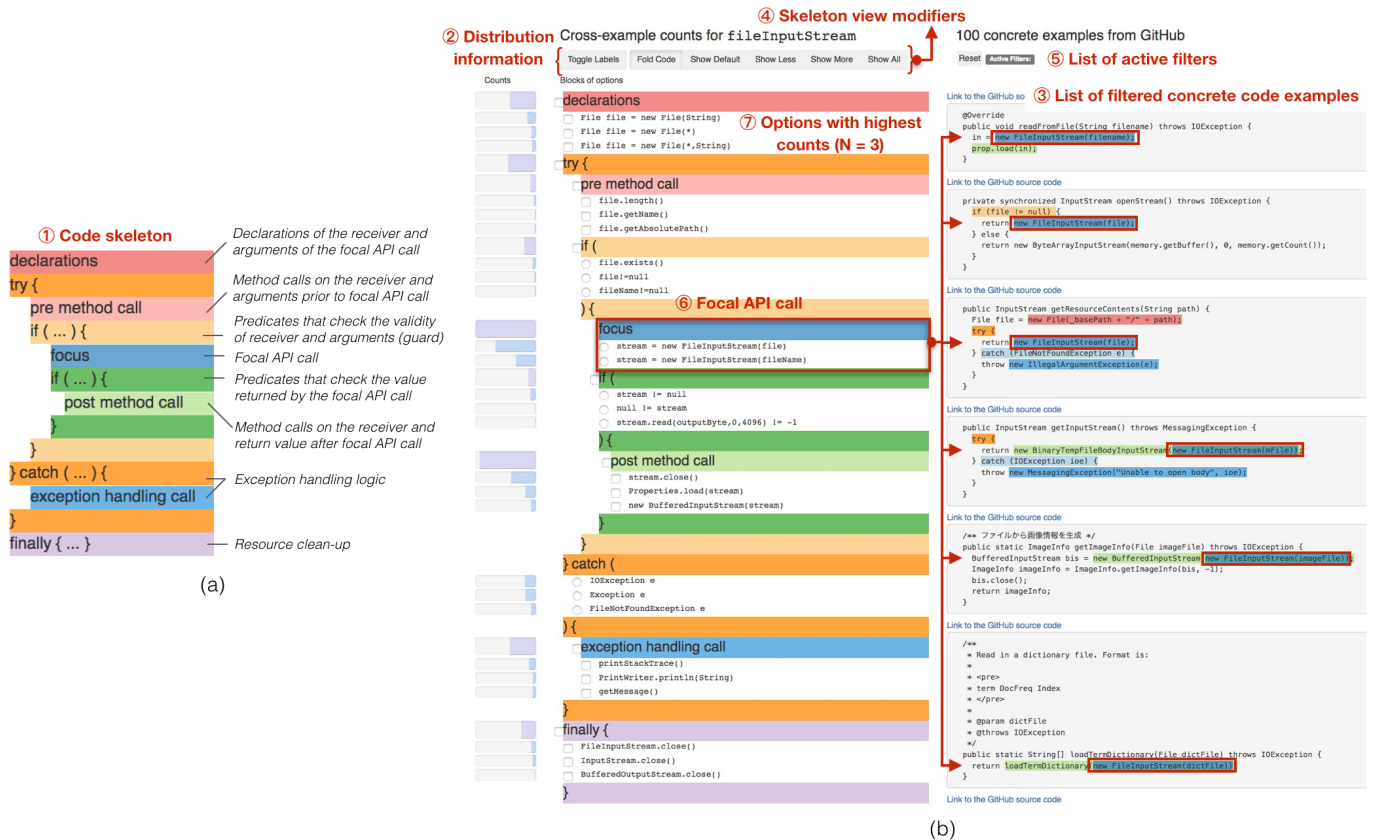 ① Code skeleton
declarations
try {
pre method call
if ( ... ) {
focus
if ( ... ) {
post method call
}
}
} catch ( ... ) {
exception handling call
}
finally { ... }
Declarations of the receiver and
arguments of the focal API call
Method calls on the receiver and
arguments prior to focal API call
Predicates that check the validity
of receiver and arguments (guard)
Focal API call
Predicates that check the value
returned by the focal API call
Method calls on the receiver and
return value after focal API call
Exception handling logic
Resource clean-up
(a)
② Distribution
information
④ Skeleton view modifiers
Cross-example counts for fileInputStream
Toggle Labels Fold Code Show Default Show Less Show More Show All
Counts
Blocks of options
declarations
File file = new File(String)
File file = new File(*)
File file = new File(*,String)
⑦ Options with highest
counts (N = 3)
try {
pre method call
file.length()
file.getName()
file.getAbsolutePath()
if (
file.exists()
file!=null
fileName!=null
) {
⑥ Focal API call
focus
stream = new FileInputStream(file)
stream = new FileInputStream(fileName)
if (
stream != null
null != stream
stream.read(outputByte,0,4096) != -1
) {
post method call
stream.close()
Properties.load(stream)
new BufferedInputStream(stream)
}
}
} catch (
IOException e
Exception e
FileNotFoundException e
) {
exception handling call
printStackTrace()
PrintWriter.println(String)
getMessage()
}
finally {
FileInputStream.close()
InputStream.close()
BufferedOutputStream.close()
}
100 concrete examples from GitHub
Reset Active Filters:
⑤ List of active filters
Link to the GitHub so
③ List of filtered concrete code examples
@Override
public void readFromFile(String filename) throws IOException {
in = new FileInputStream(filename);
prop.load(in);
}
Link to the GitHub source code
private synchronized InputStream openStream() throws IOException {
if (file != null) {
return new FileInputStream(file);
} else {
return new ByteArrayInputStream(memory.getBuffer(), 0, memory.getCount());
}
}
Link to the GitHub source code
public InputStream getResourceContents(String path) {
File file = new File(_basePath + "/" + path);
try {
return new FileInputStream(file);
} catch (FileNotFoundException e) {
throw new IllegalArgumentException(e);
}
}
Link to the GitHub source code
public InputStream getInputStream() throws MessagingException {
try {
return new BinaryTempFileBodyInputStream(new FileInputStream(mFile));
} catch (IOException ioe) {
throw new MessagingException("Unable to open body", ioe);
}
}
Link to the GitHub source code
/** ファイルから画像情報を生成 */
public static ImageInfo getImageInfo(File imageFile) throws IOException {
BufferedInputStream bis = new BufferedInputStream(new FileInputStream(imageFile));
ImageInfo imageInfo = ImageInfo.getImageInfo(bis, -1);
bis.close();
return imageInfo;
}
Link to the GitHub source code
/**
* Read in a dictionary file. Format is:
*
* <pre>
* term DocFreq Index
* </pre>
*
* @param dictFile
* @throws IOException
*/
public static String[] loadTermDictionary(File dictFile) throws IOException {
return loadTermDictionary(new FileInputStream(dictFile))
}
Link to the GitHub source code
(b)